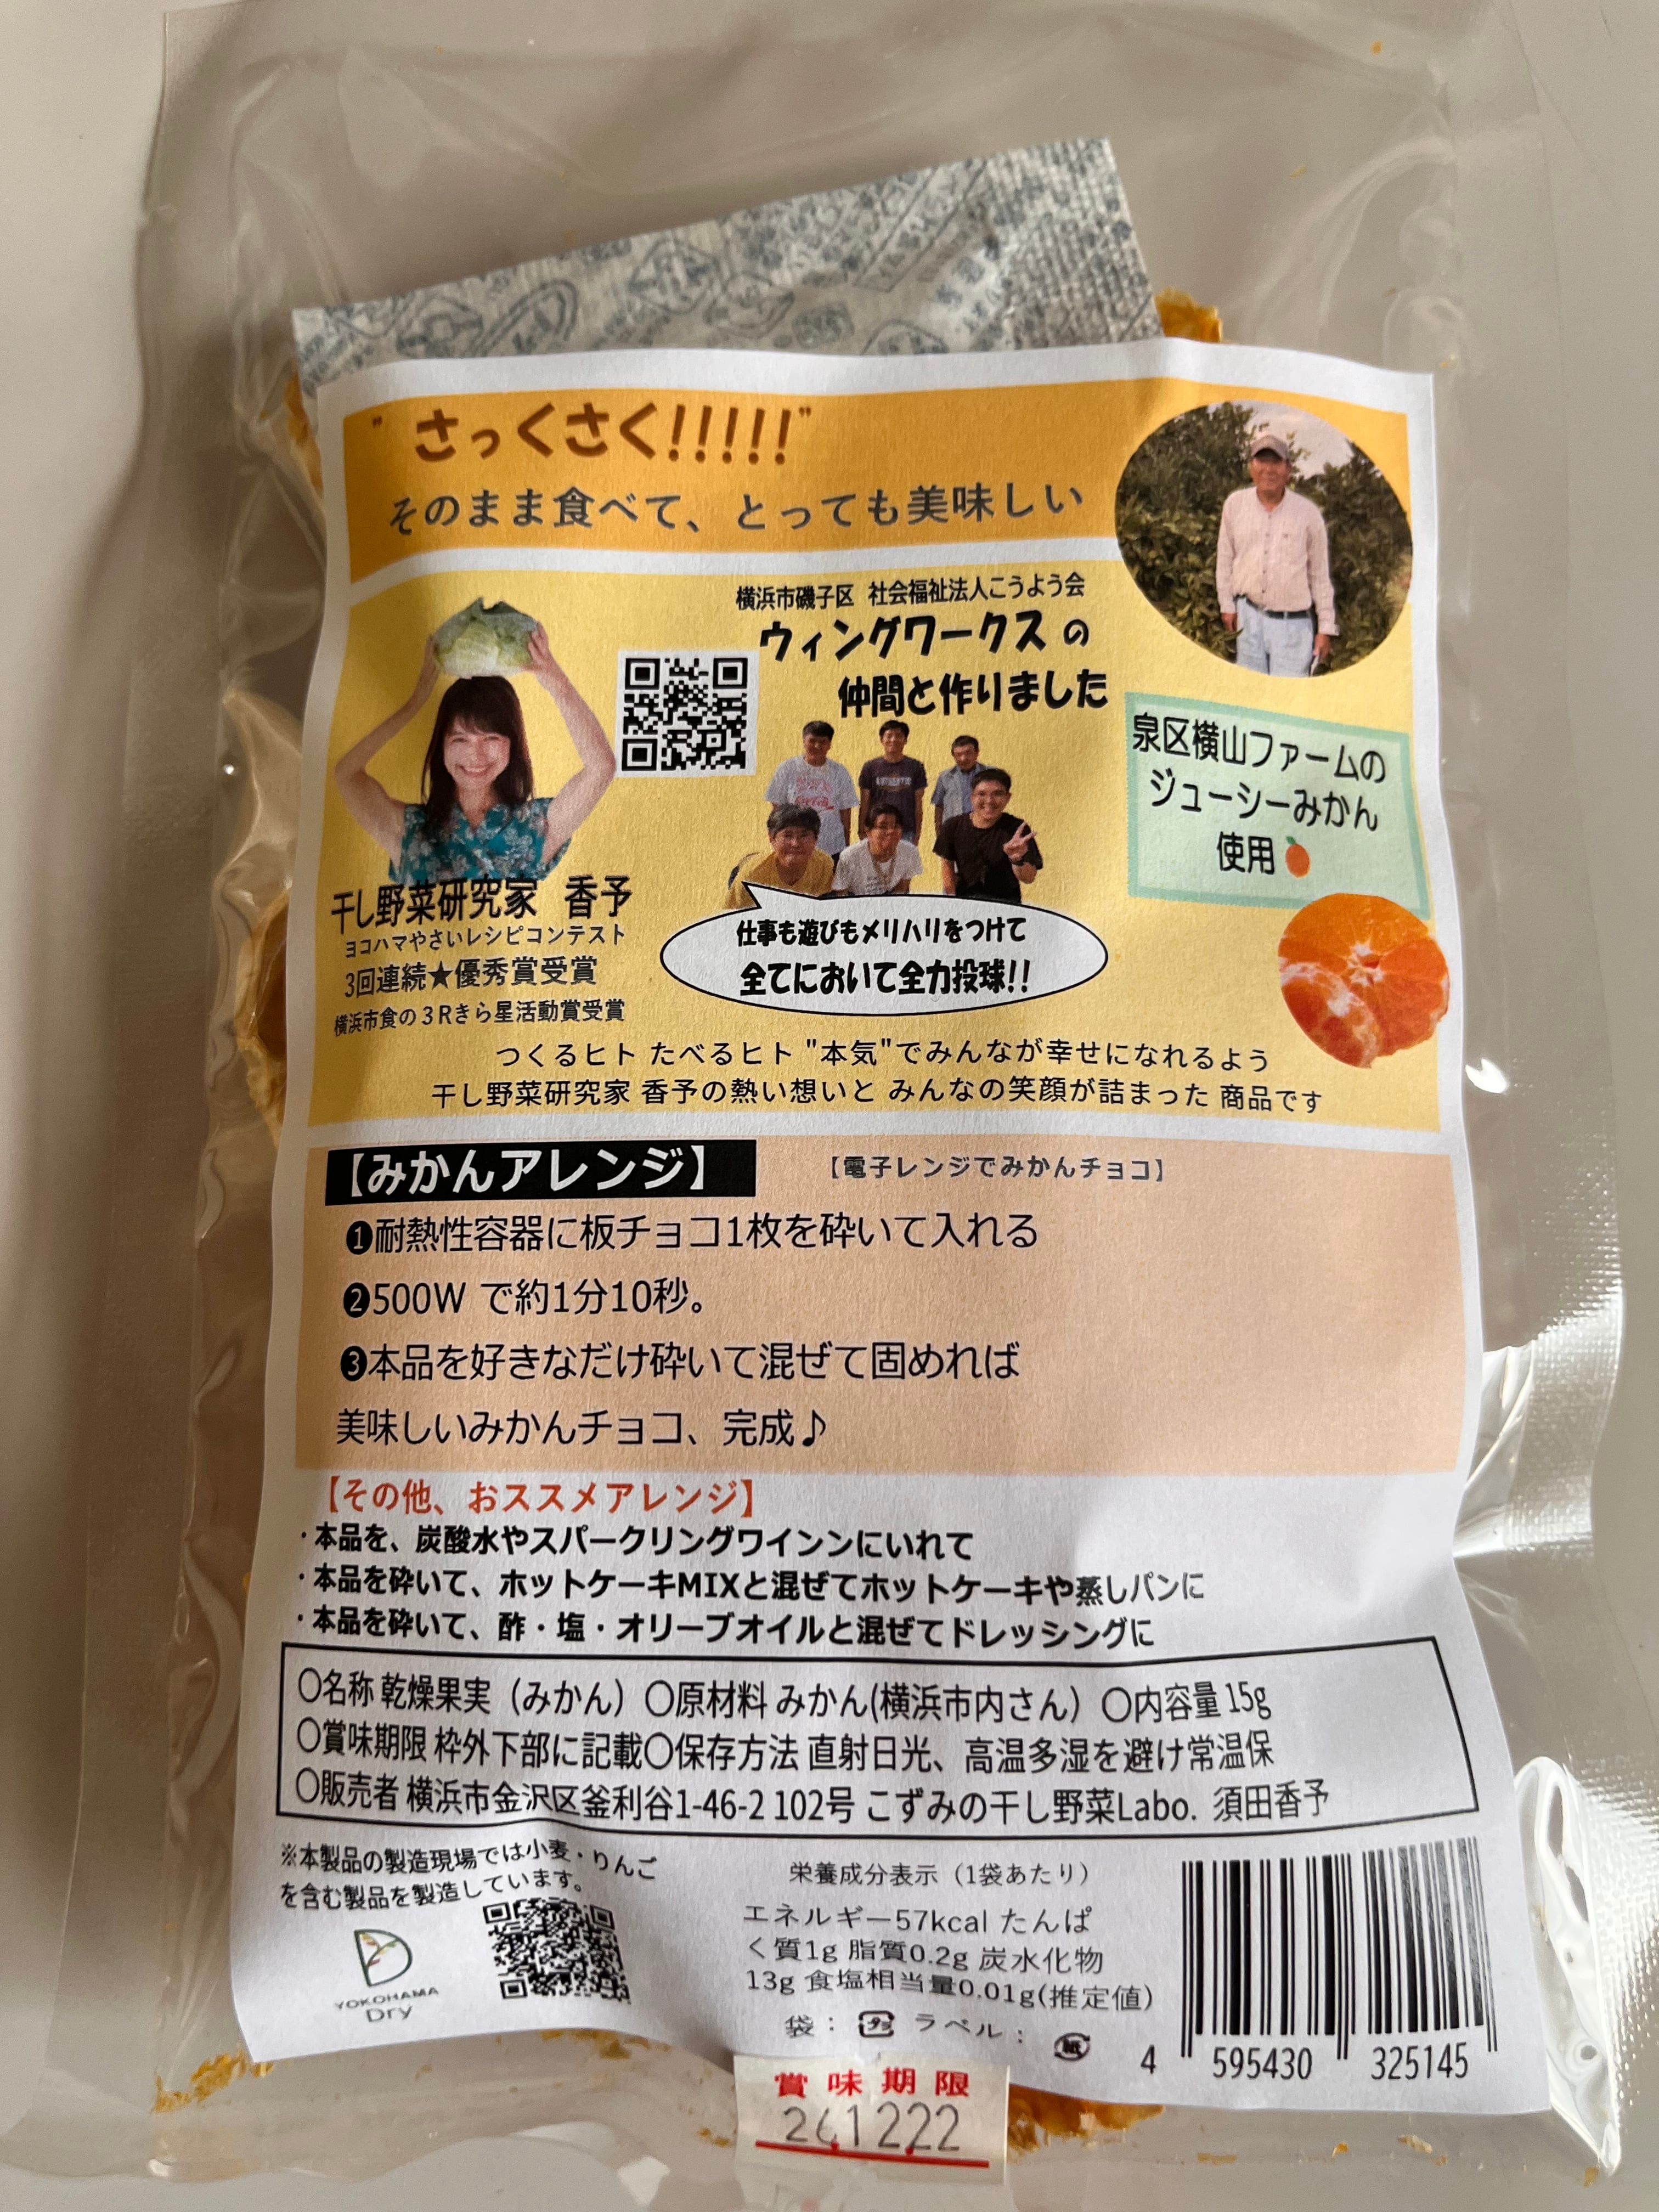 "さっくさく!!!!!"
そのまま食べて、とっても美味しい
横浜市磯子区 社会福祉法人こうよう会
ウィングワークスの
仲間と作りました
泉区横山ファームの
ジューシーみかん
使用
干し野菜研究家 香予
ヨコハマやさいレシピコンテスト
3回連続★優秀賞受賞
横浜市食の3Rきら星活動賞受賞
仕事も遊びもメリハリをつけて
全てにおいて全力投球!!
つくるヒト たべるヒト "本気"でみんなが幸せになれるよう
干し野菜研究家 香予の熱い想いと みんなの笑顔が詰まった 商品です
【みかんアレンジ】 【電子レンジでみかんチョコ】
❶耐熱性容器に板チョコ1枚を砕いて入れる
❷500W で約1分10秒。
❸本品を好きなだけ砕いて混ぜて固めれば
美味しいみかんチョコ、完成♪
【その他、おススメアレンジ】
・本品を、炭酸水やスパークリングワインンにいれて
・本品を砕いて、ホットケーキMIXと混ぜてホットケーキや蒸しパンに
・本品を砕いて、酢・塩・オリーブオイルと混ぜてドレッシングに
〇名称 乾燥果実（みかん）〇原材料 みかん(横浜市内さん）〇内容量 15g
〇賞味期限 枠外下部に記載〇保存方法 直射日光、高温多湿を避け常温保
〇販売者 横浜市金沢区釜利谷1-46-2 102号 こずみの干し野菜Labo. 須田香予
※本製品の製造現場では小麦・りんご
を含む製品を製造しています。
YOKOHAMA
Dry
栄養成分表示（1袋あたり）
エネルギー57kcal たんぱ
く質1g 脂質0.2g 炭水化物
13g 食塩相当量0.01g(推定値)
袋： プラ ラベル： 紙
4 595430 325145
賞味期限
261222